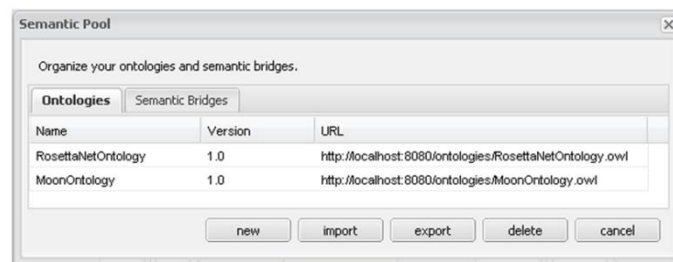 Semantic Pool
Organize your ontologies and semantic bridges.
Ontologies Semantic Bridges
Name Version URL
RosettaNetOntology 1.0 http://localhost:8080/ontologies/RosettaNetOntology.owl
MoonOntology 1.0 http://localhost:8080/ontologies/MoonOntology.owl
new import export delete cancel